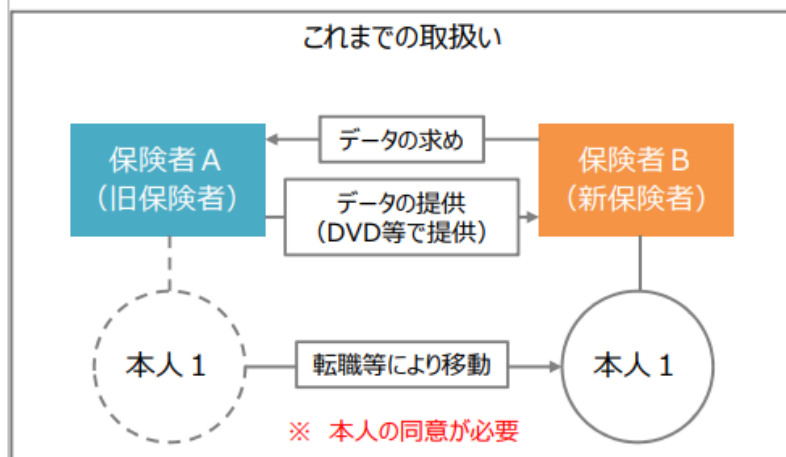 これまでの取扱い
データの求め
保険者A
（旧保険者）
保険者B
（新保険者）
データの提供
（DVD等で提供）
本人1
転職等により移動
本人1
※ 本人の同意が必要